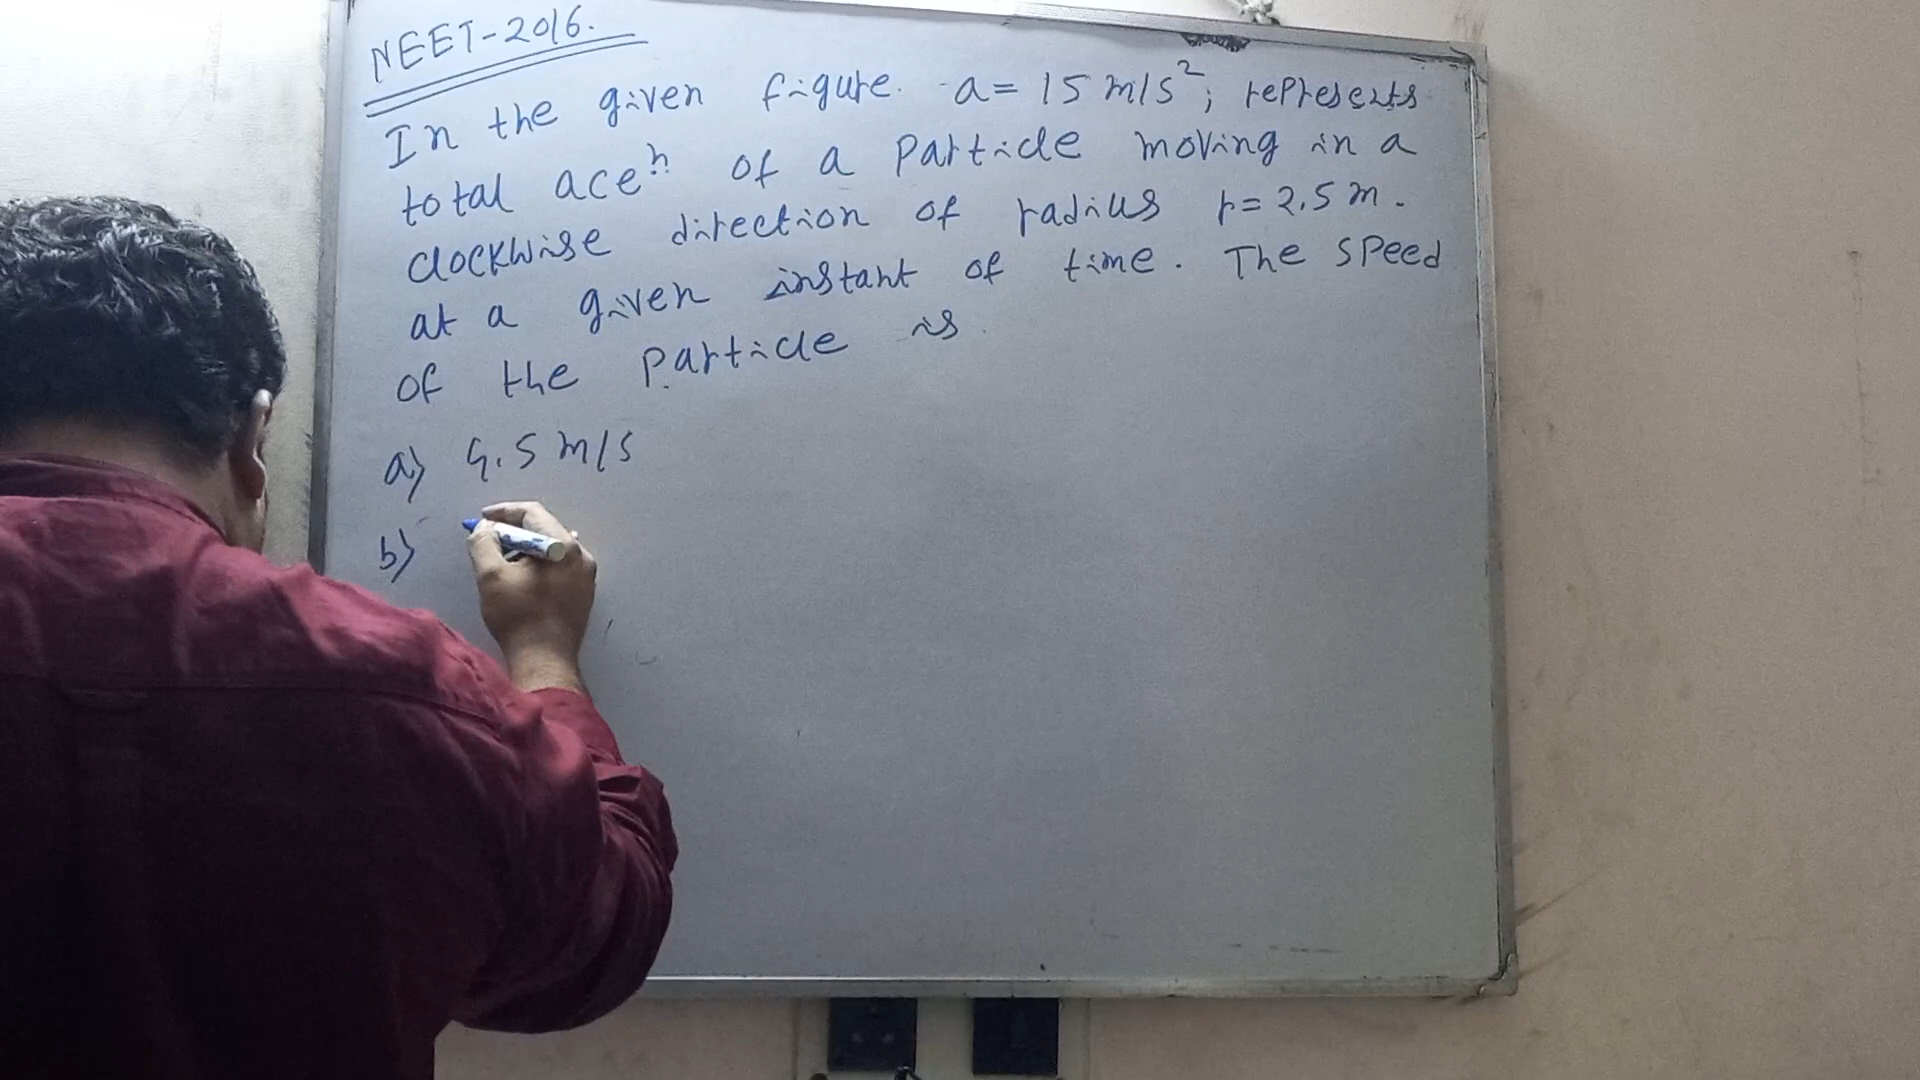 NEET-2016.
In the given figure. a = 15 m/s²; represents
total aceⁿ of a particle moving in a
clockwise direction of radius r = 2.5 m.
at a given instant of time. The speed
of the particle is
a) 4.5 m/s
b)